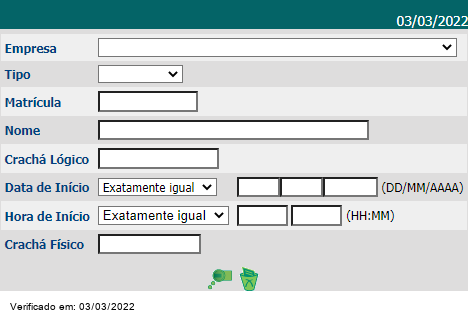 03/03/2022
Empresa
Tipo
Matrícula
Nome
Crachá Lógico
Data de Início Exatamente igual (DD/MM/AAAA)
Hora de Início Exatamente igual (HH:MM)
Crachá Físico
Verificado em: 03/03/2022